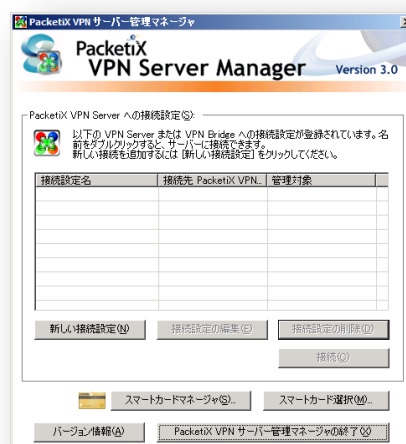 PacketiX VPN サーバー管理マネージャ
PacketiX
VPN Server Manager
Version 3.0
PacketiX VPN Server への接続設定(S):
以下の VPN Server または VPN Bridge への接続設定が登録されています。名
前をダブルクリックすると、サーバーに接続できます。
新しい接続を追加するには [新しい接続設定] をクリックしてください。
接続設定名 接続先 PacketiX VPN... 管理対象
新しい接続設定(N) 接続設定の編集(E) 接続設定の削除(D)
接続(C)
スマートカードマネージャ(S)... スマートカード選択(M)...
バージョン情報(A) PacketiX VPN サーバー管理マネージャの終了(X)